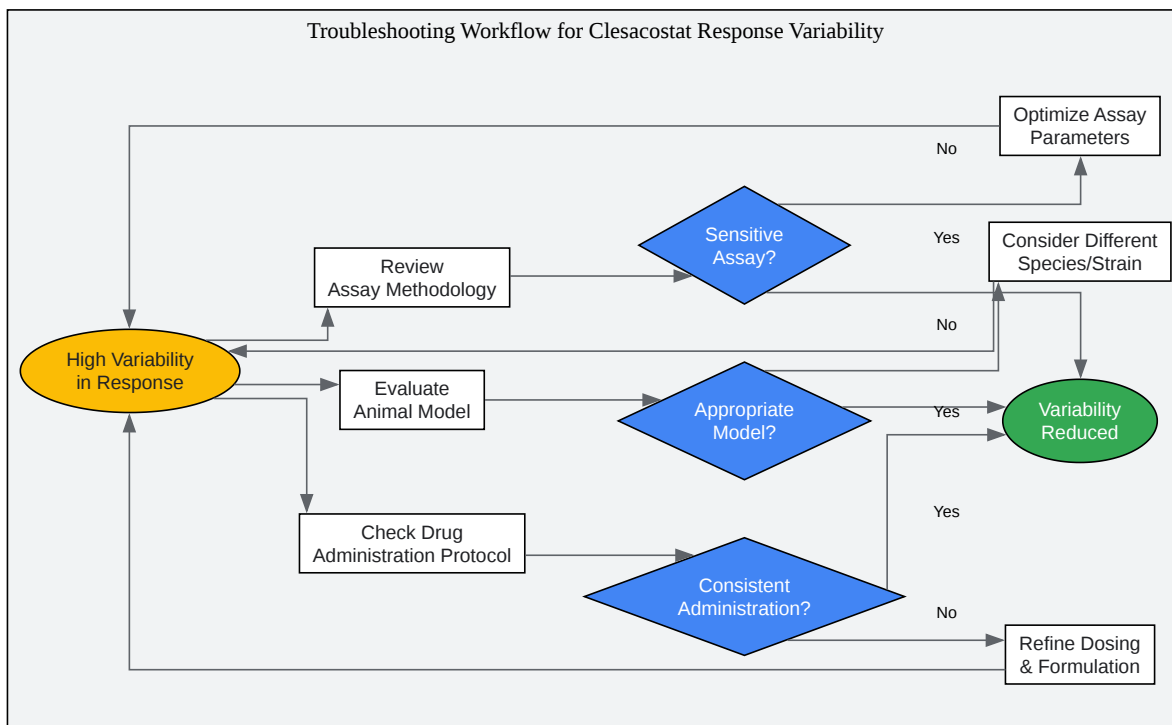 Troubleshooting Workflow for Clesacostat Response Variability
Optimize Assay
Parameters
No
Sensitive
Assay?
Yes
Consider Different
Species/Strain
Review
Assay Methodology
No
High Variability
in Response
Evaluate
Animal Model
Appropriate
Model?
Yes
Variability
Reduced
Yes
Check Drug
Administration Protocol
Consistent
Administration?
No
Refine Dosing
& Formulation